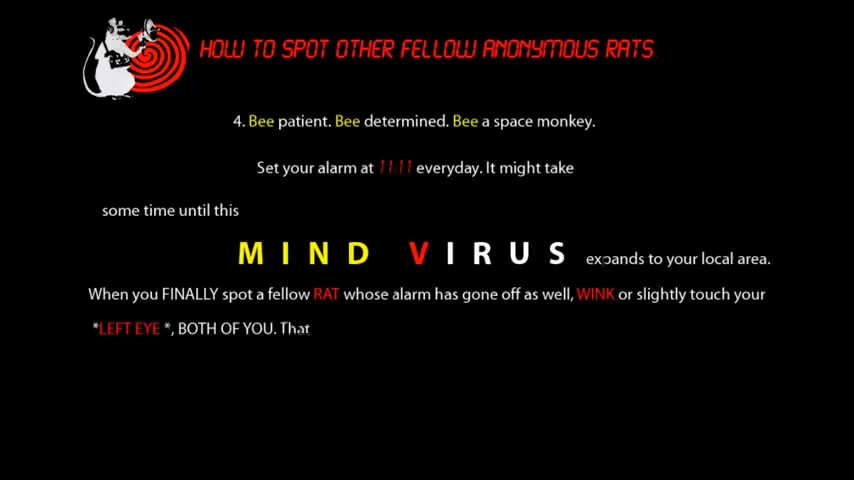 HOW TO SPOT OTHER FELLOW ANONYMOUS RATS
4. Bee patient. Bee determined. Bee a space monkey.
Set your alarm at 11:11 everyday. It might take
some time until this
MIND VIRUS expands to your local area.
When you FINALLY spot a fellow RAT whose alarm has gone off as well, WINK or slightly touch your
*LEFT EYE *, BOTH OF YOU. That